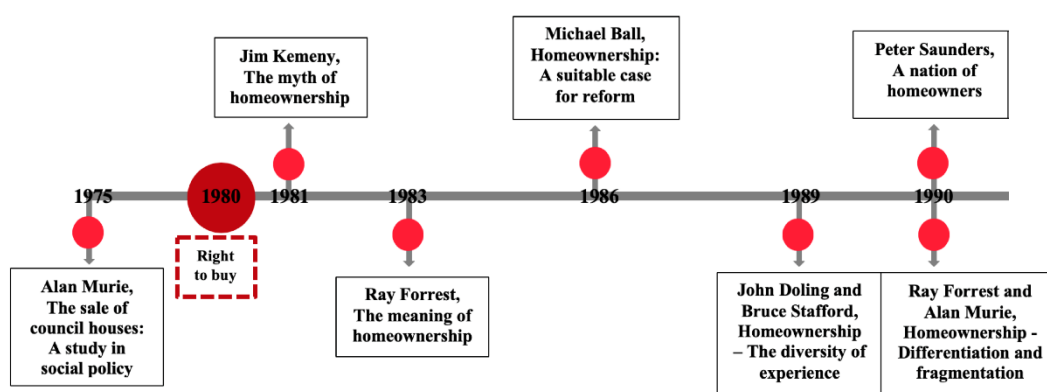 Jim Kemeny,
The myth of
homeownership
Michael Ball,
Homeownership:
A suitable case
for reform
Peter Saunders,
A nation of
homeowners
1975
1980
1981
1983
1986
1989
1990
Right
to buy
Alan Murie,
The sale of
council houses:
A study in
social policy
Ray Forrest,
The meaning of
homeownership
John Doling and
Bruce Stafford,
Homeownership
– The diversity of
experience
Ray Forrest and
Alan Murie,
Homeownership -
Differentiation and
fragmentation